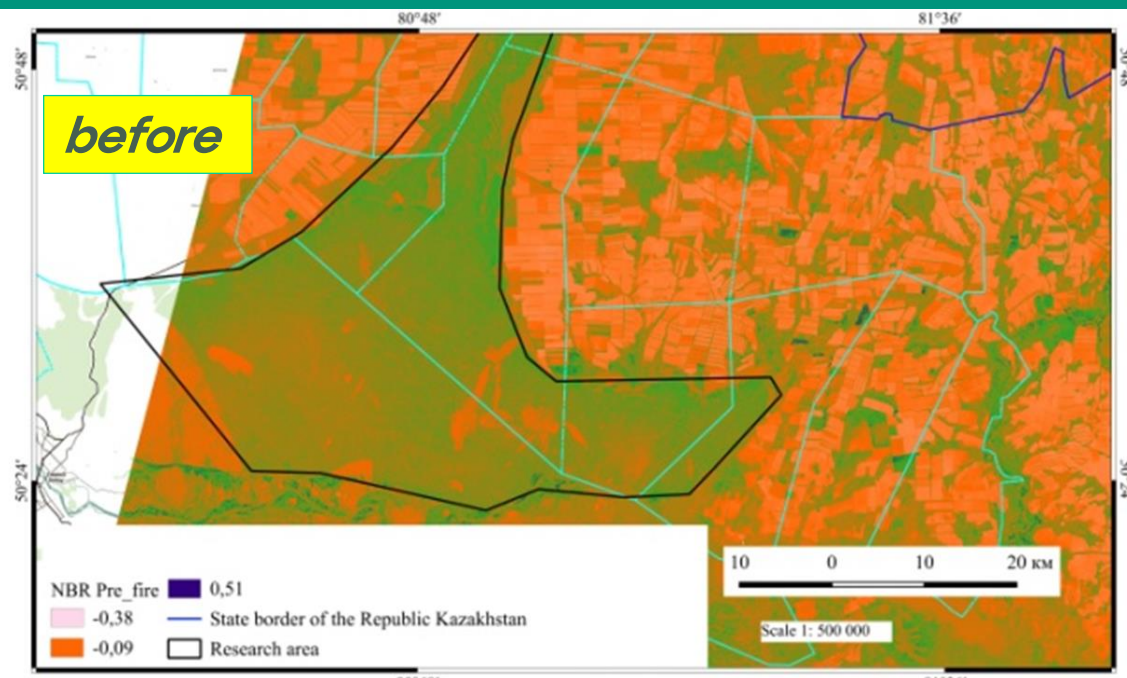 80°48′ 81°36′
50°48′
before
50°24′
10 0 10 20 км
NBR Pre_fire 0,51
-0,38 State border of the Republic Kazakhstan
-0,09 Research area
Scale 1: 500 000